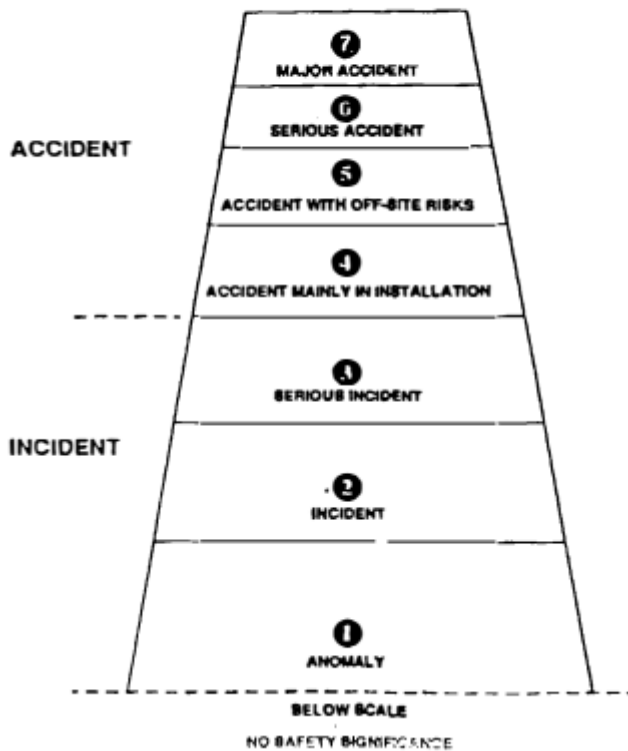 7
MAJOR ACCIDENT
6
SERIOUS ACCIDENT
ACCIDENT
5
ACCIDENT WITH OFF-SITE RISKS
4
ACCIDENT MAINLY IN INSTALLATION
3
SERIOUS INCIDENT
INCIDENT
2
INCIDENT
1
ANOMALY
BELOW SCALE
NO SAFETY SIGNIFICANCE